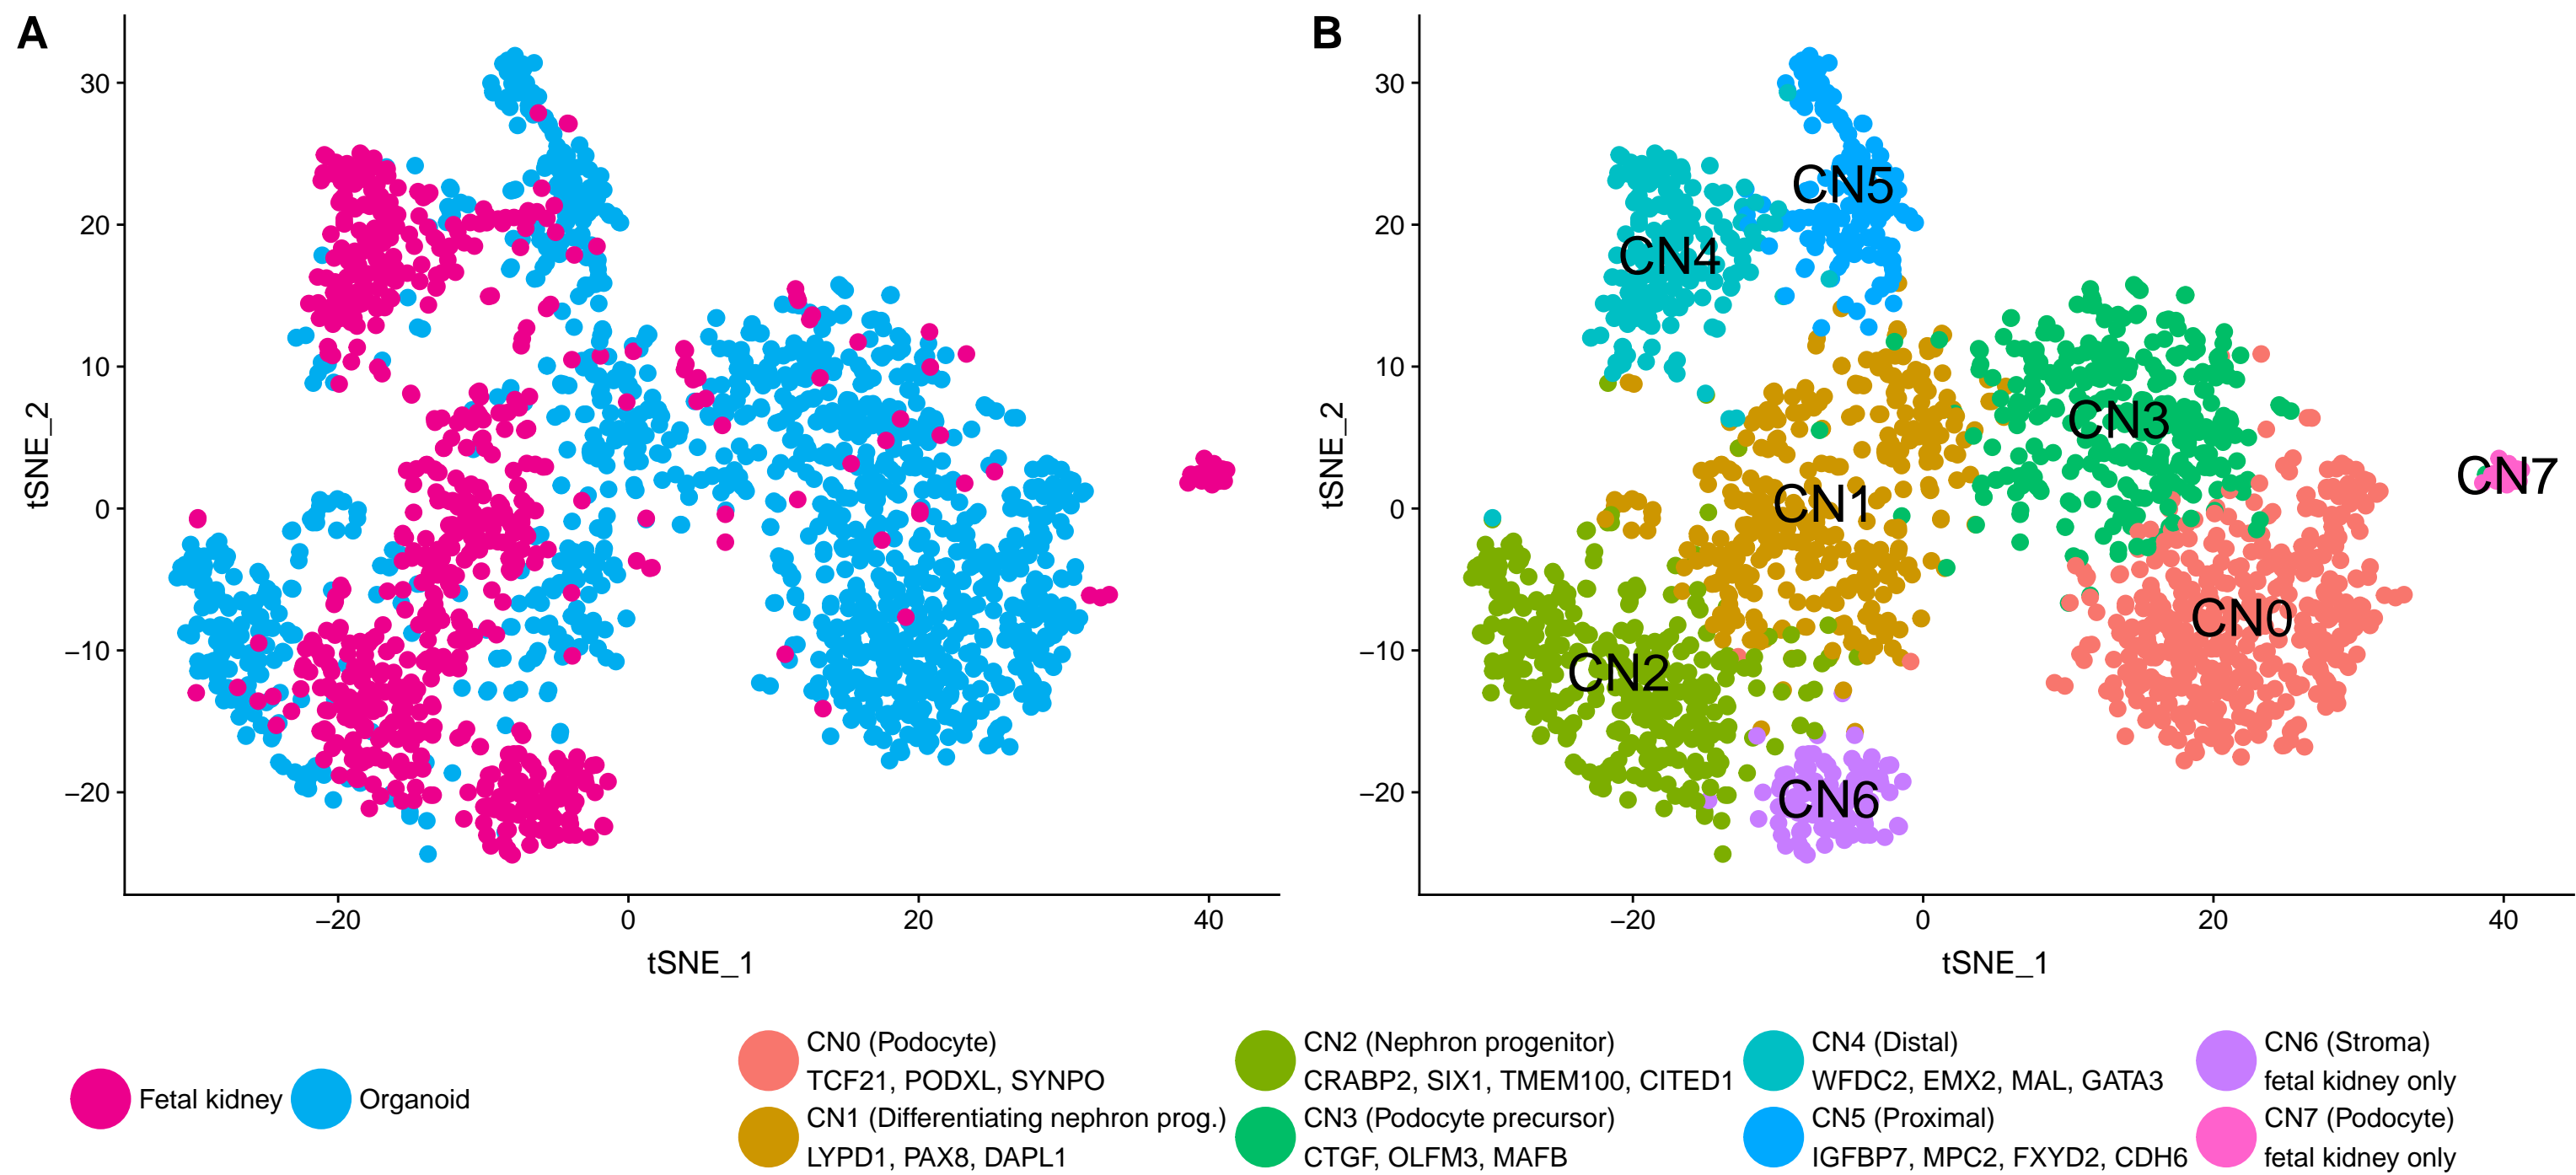 A
B
30
20
10
0
−10
−20
tSNE_2
−20
0
20
40
tSNE_1
30
20
10
0
−10
−20
tSNE_2
−20
0
20
40
tSNE_1
CN5
CN4
CN3
CN7
CN1
CN0
CN2
CN6
Fetal kidney
Organoid
CN0 (Podocyte)
TCF21, PODXL, SYNPO
CN1 (Differentiating nephron prog.)
LYPD1, PAX8, DAPL1
CN2 (Nephron progenitor)
CRABP2, SIX1, TMEM100, CITED1
CN3 (Podocyte precursor)
CTGF, OLFM3, MAFB
CN4 (Distal)
WFDC2, EMX2, MAL, GATA3
CN5 (Proximal)
IGFBP7, MPC2, FXYD2, CDH6
CN6 (Stroma)
fetal kidney only
CN7 (Podocyte)
fetal kidney only